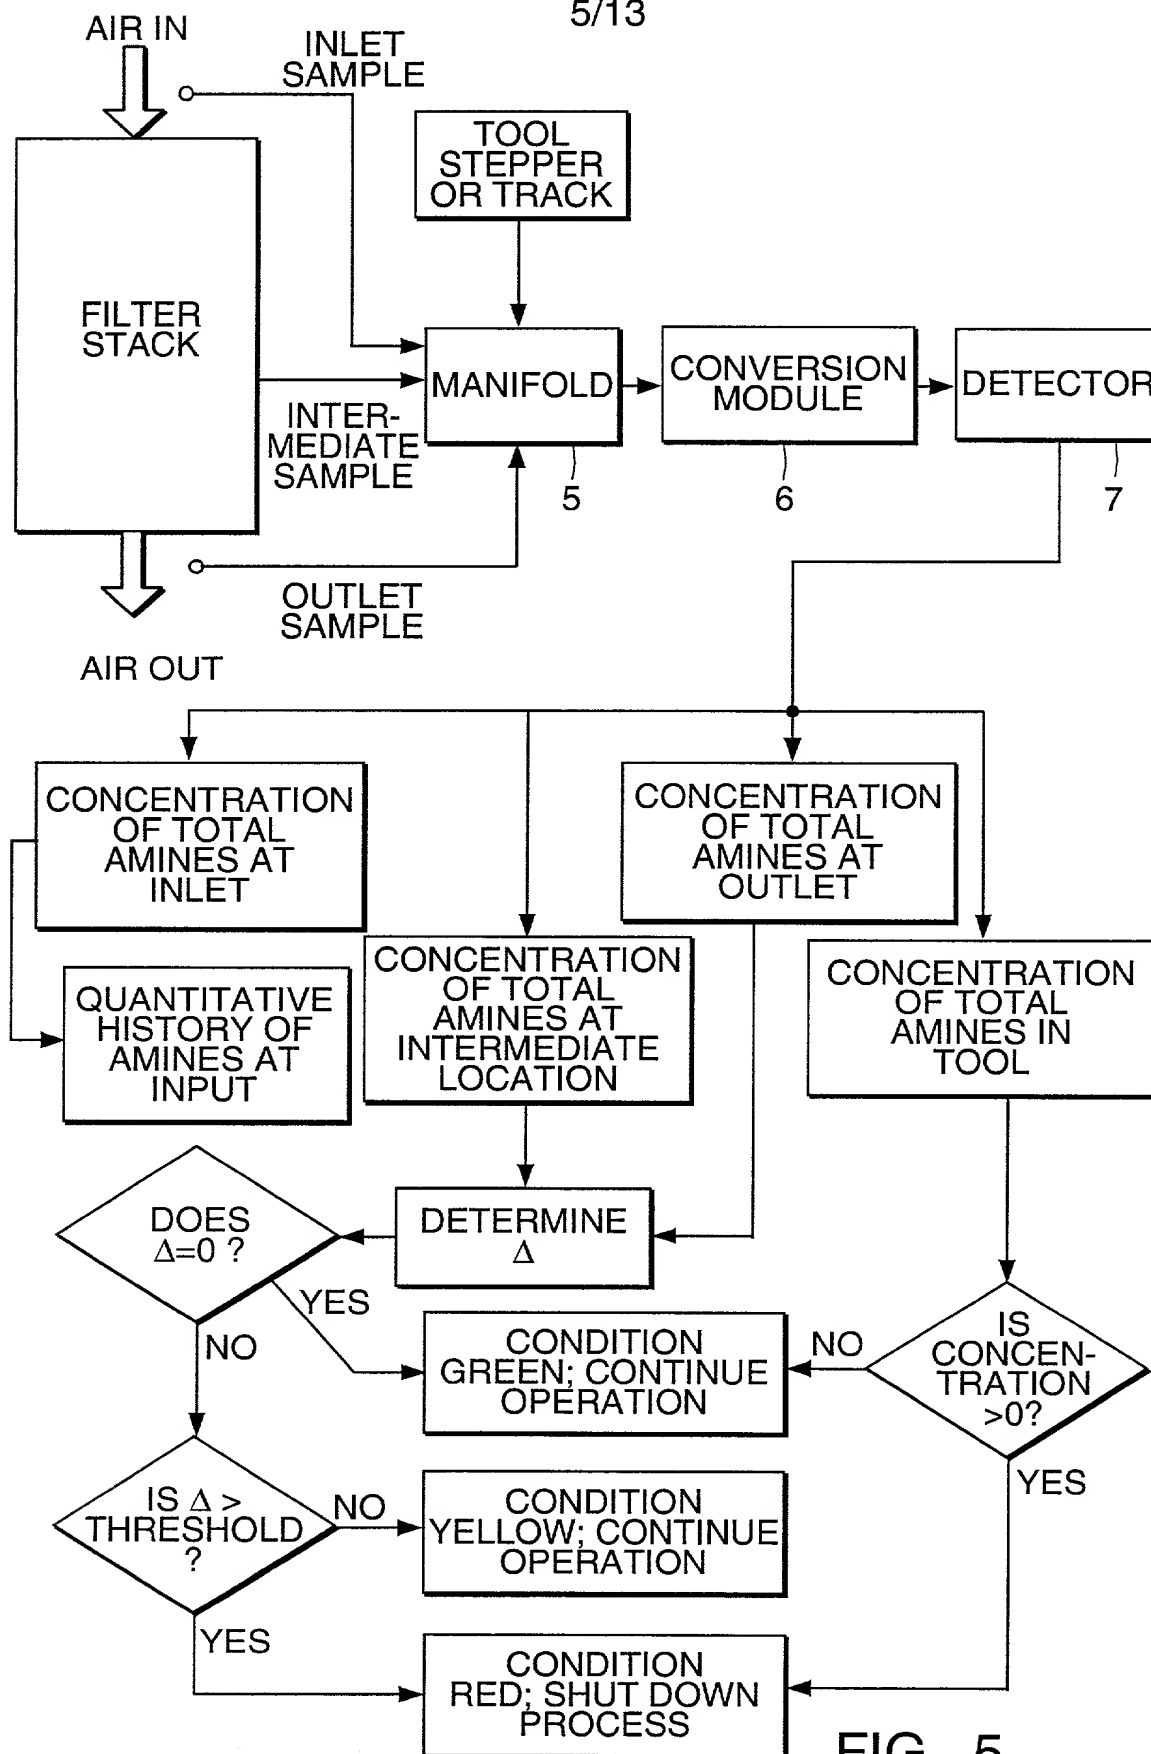 5/13
AIR IN
INLET
SAMPLE
TOOL
STEPPER
OR TRACK
FILTER
STACK
MANIFOLD
CONVERSION
MODULE
DETECTOR
INTER-
MEDIATE
SAMPLE
5
6
7
OUTLET
SAMPLE
AIR OUT
CONCENTRATION
OF TOTAL
AMINES AT
INLET
CONCENTRATION
OF TOTAL
AMINES AT
OUTLET
QUANTITATIVE
HISTORY OF
AMINES AT
INPUT
CONCENTRATION
OF TOTAL
AMINES AT
INTERMEDIATE
LOCATION
CONCENTRATION
OF TOTAL
AMINES IN
TOOL
DOES
Δ=0 ?
DETERMINE
Δ
YES
NO
CONDITION
GREEN; CONTINUE
OPERATION
NO
IS
CONCEN-
TRATION
>0?
YES
IS Δ >
THRESHOLD
?
NO
CONDITION
YELLOW; CONTINUE
OPERATION
YES
CONDITION
RED; SHUT DOWN
PROCESS
FIG. 5